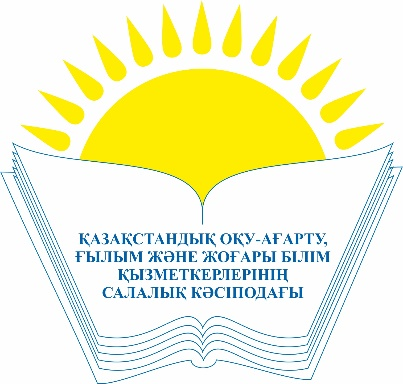 ҚАЗАҚСТАНДЫҚ ОҚУ-АҒАРТУ,
ҒЫЛЫМ ЖӘНЕ ЖОҒАРЫ БІЛІМ
ҚЫЗМЕТКЕРЛЕРІНІҢ
САЛАЛЫҚ КӘСІПОДАҒЫ